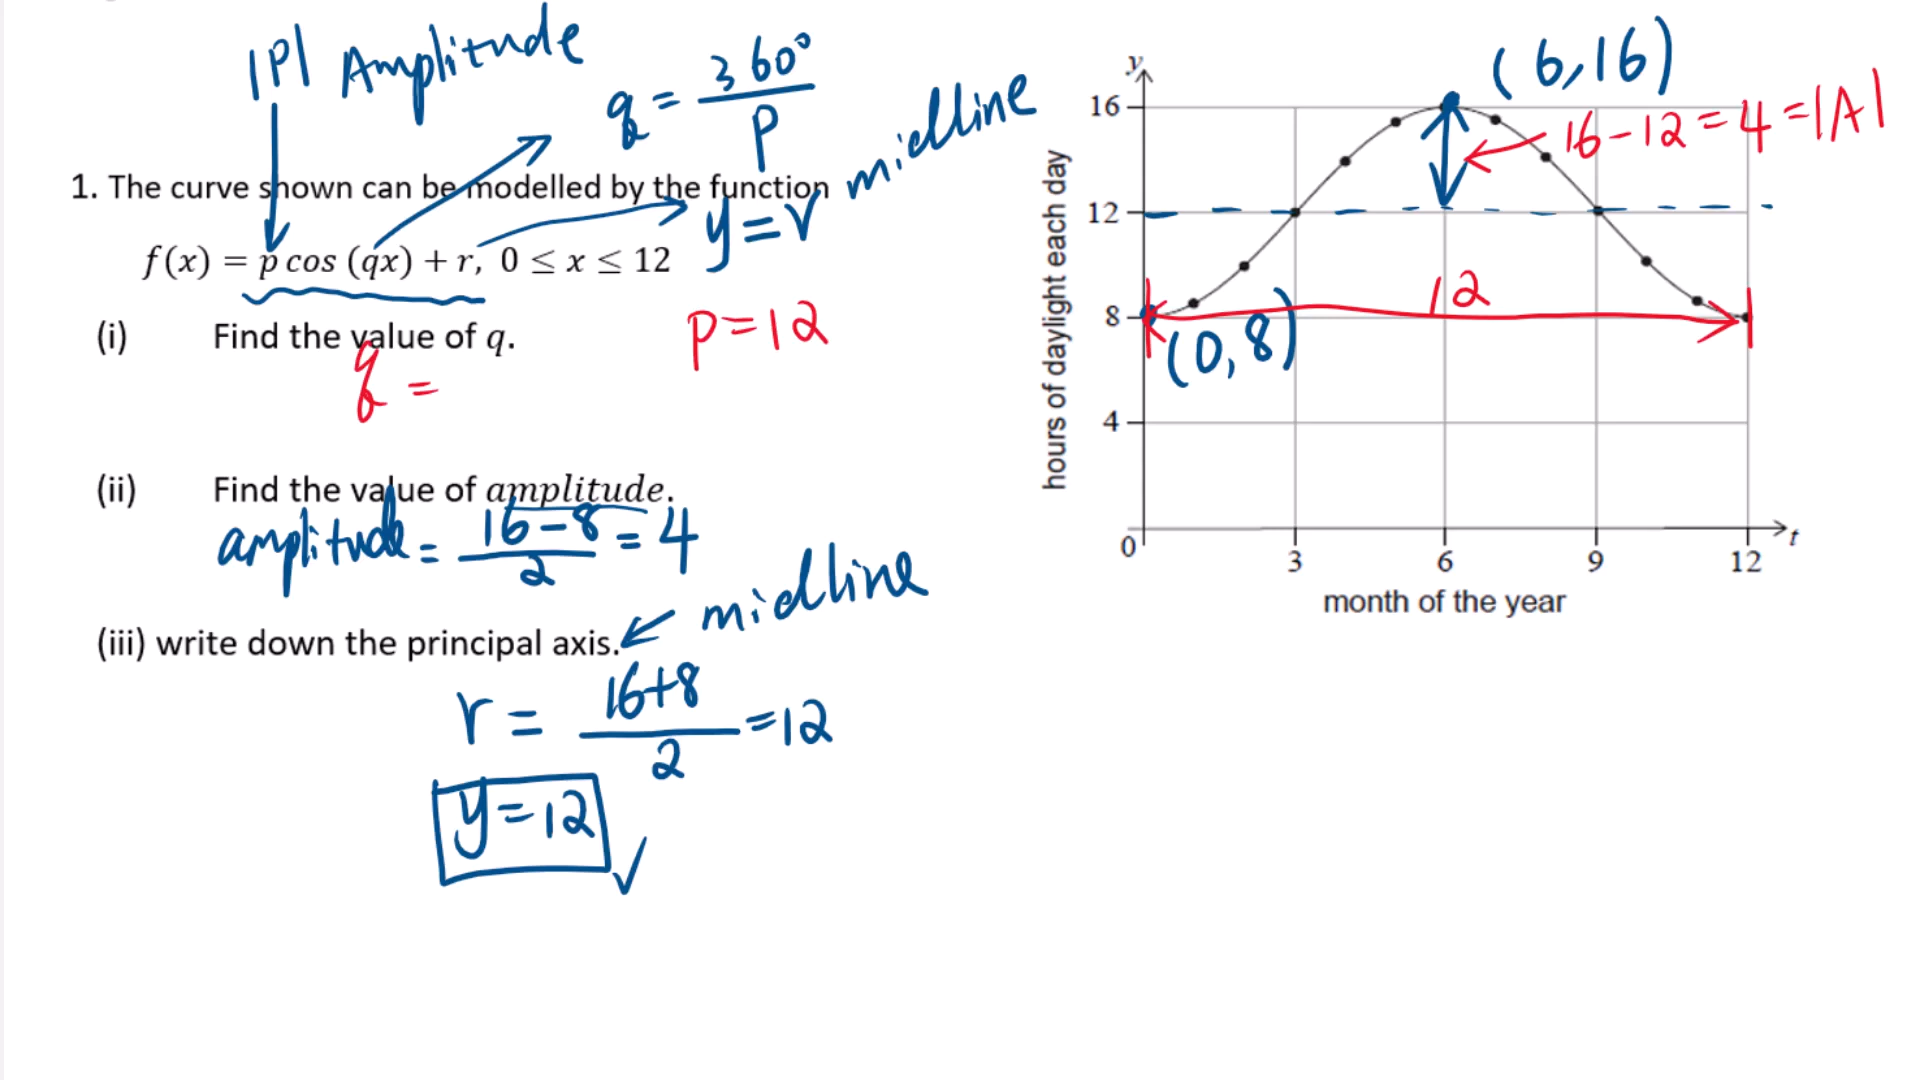 |P| Amplitude
q = 360° / P
midline
1. The curve shown can be modelled by the function
y = r
f(x) = p cos (qx) + r, 0 ≤ x ≤ 12
(i) Find the value of q.
P = 12
q =
(ii) Find the value of amplitude.
amplitude = 16 - 8 / 2 = 4
midline
(iii) write down the principal axis.
r = 16+8 / 2 = 12
y = 12 ✓
y
(6,16)
16
16 - 12 = 4 = |A|
12
12
8
(0, 8)
4
0
3 6 9 12
t
month of the year
hours of daylight each day